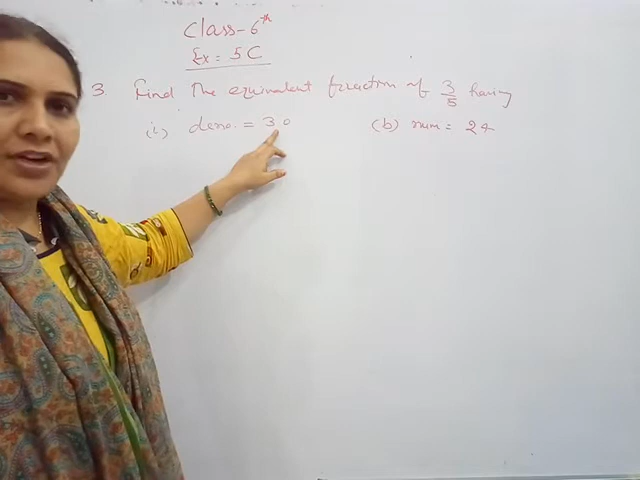 Class-6th
Ex = 5C
3 Find The equivalent fraction of 3/5 having
(i) deno. = 30 (b) num = 24